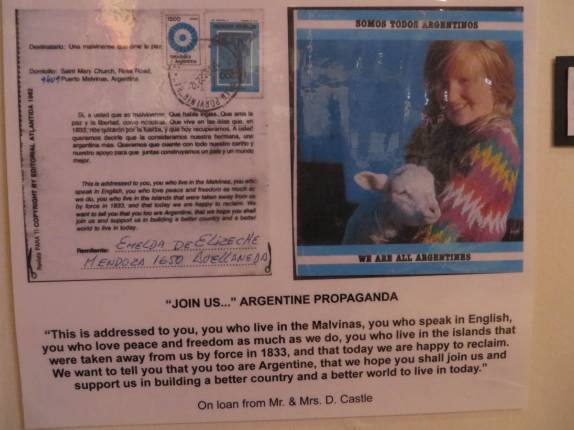 1500
ARGENTINA
Destinatario: Una malvinense que ame la paz
Domicilio: Saint Mary Church, Ross Road,
9409 Puerto Malvinas, Argentina
Sí, a usted que es malvinense. Que habla inglés. Que ama la
paz y la libertad, como nosotros. Que vive en las islas que, en
1833, nos quitaron por la fuerza, y que hoy recuperamos. A usted
queremos decirle que la consideramos nuestra hermana, una
argentina más. Queremos que cuente con todo nuestro cariño y
nuestro apoyo para que juntas construyamos un país y un mundo
mejor.
This is addressed to you, you who live in the Malvinas, you who
speak in English, you who love peace and freedom as much as
we do, you who live in the islands that were taken away from us
by force in 1833, and that today we are happy to reclaim. We
want to tell you that you too are Argentine, that we hope you shall
join us and support us in building a better country and a better
world to live in today.
Remitente: EMELDA DE ELIZECHE
MENDOZA 1650 AVELLANEDA
Revista PARA TI COPYRIGHT BY EDITORIAL ATLANTIDA 1982
SOMOS TODOS ARGENTINOS
WE ARE ALL ARGENTINES
“JOIN US...” ARGENTINE PROPAGANDA
“This is addressed to you, you who live in the Malvinas, you who speak in English,
you who love peace and freedom as much as we do, you who live in the islands that
were taken away from us by force in 1833, and that today we are happy to reclaim.
We want to tell you that you too are Argentine, that we hope you shall join us and
support us in building a better country and a better world to live in today.”
On loan from Mr. & Mrs. D. Castle